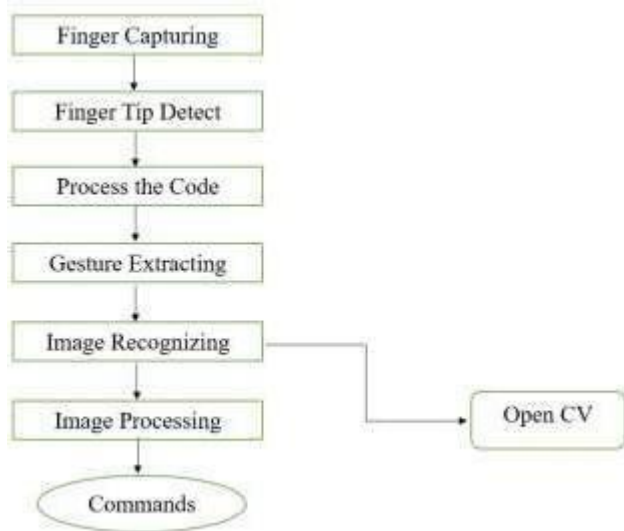 Finger Capturing
Finger Tip Detect
Process the Code
Gesture Extracting
Image Recognizing
Image Processing
Open CV
Commands